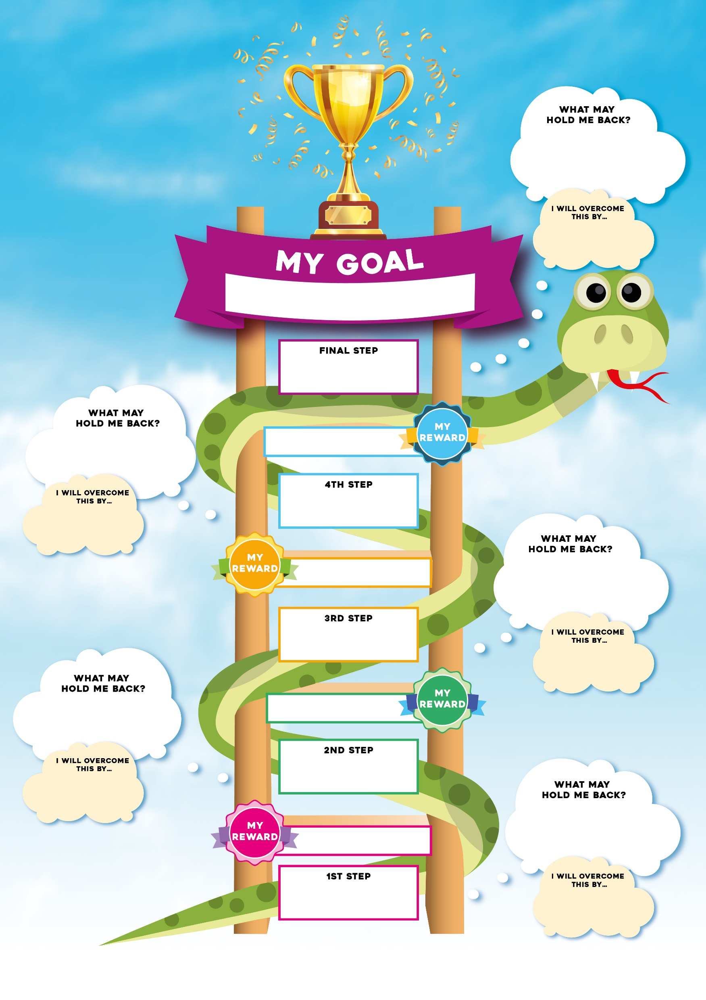 WHAT MAY
HOLD ME BACK?
I WILL OVERCOME
THIS BY...
MY GOAL
FINAL STEP
WHAT MAY
HOLD ME BACK?
MY
REWARD
4TH STEP
I WILL OVERCOME
THIS BY...
WHAT MAY
HOLD ME BACK?
MY
REWARD
3RD STEP
I WILL OVERCOME
THIS BY...
WHAT MAY
HOLD ME BACK?
MY
REWARD
2ND STEP
I WILL OVERCOME
THIS BY...
WHAT MAY
HOLD ME BACK?
MY
REWARD
1ST STEP
I WILL OVERCOME
THIS BY...